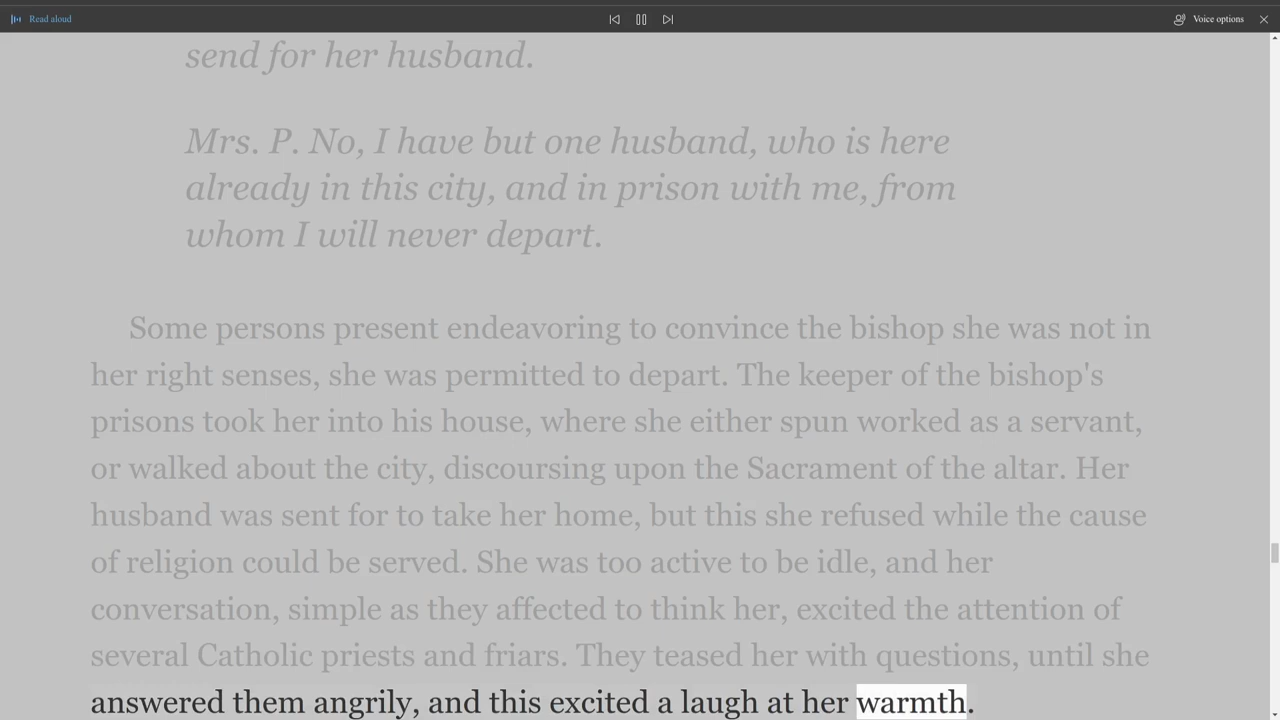 Read aloud
Voice options
send for her husband.
Mrs. P. No, I have but one husband, who is here
already in this city, and in prison with me, from
whom I will never depart.
Some persons present endeavoring to convince the bishop she was not in
her right senses, she was permitted to depart. The keeper of the bishop's
prisons took her into his house, where she either spun worked as a servant,
or walked about the city, discoursing upon the Sacrament of the altar. Her
husband was sent for to take her home, but this she refused while the cause
of religion could be served. She was too active to be idle, and her
conversation, simple as they affected to think her, excited the attention of
several Catholic priests and friars. They teased her with questions, until she
answered them angrily, and this excited a laugh at her warmth.